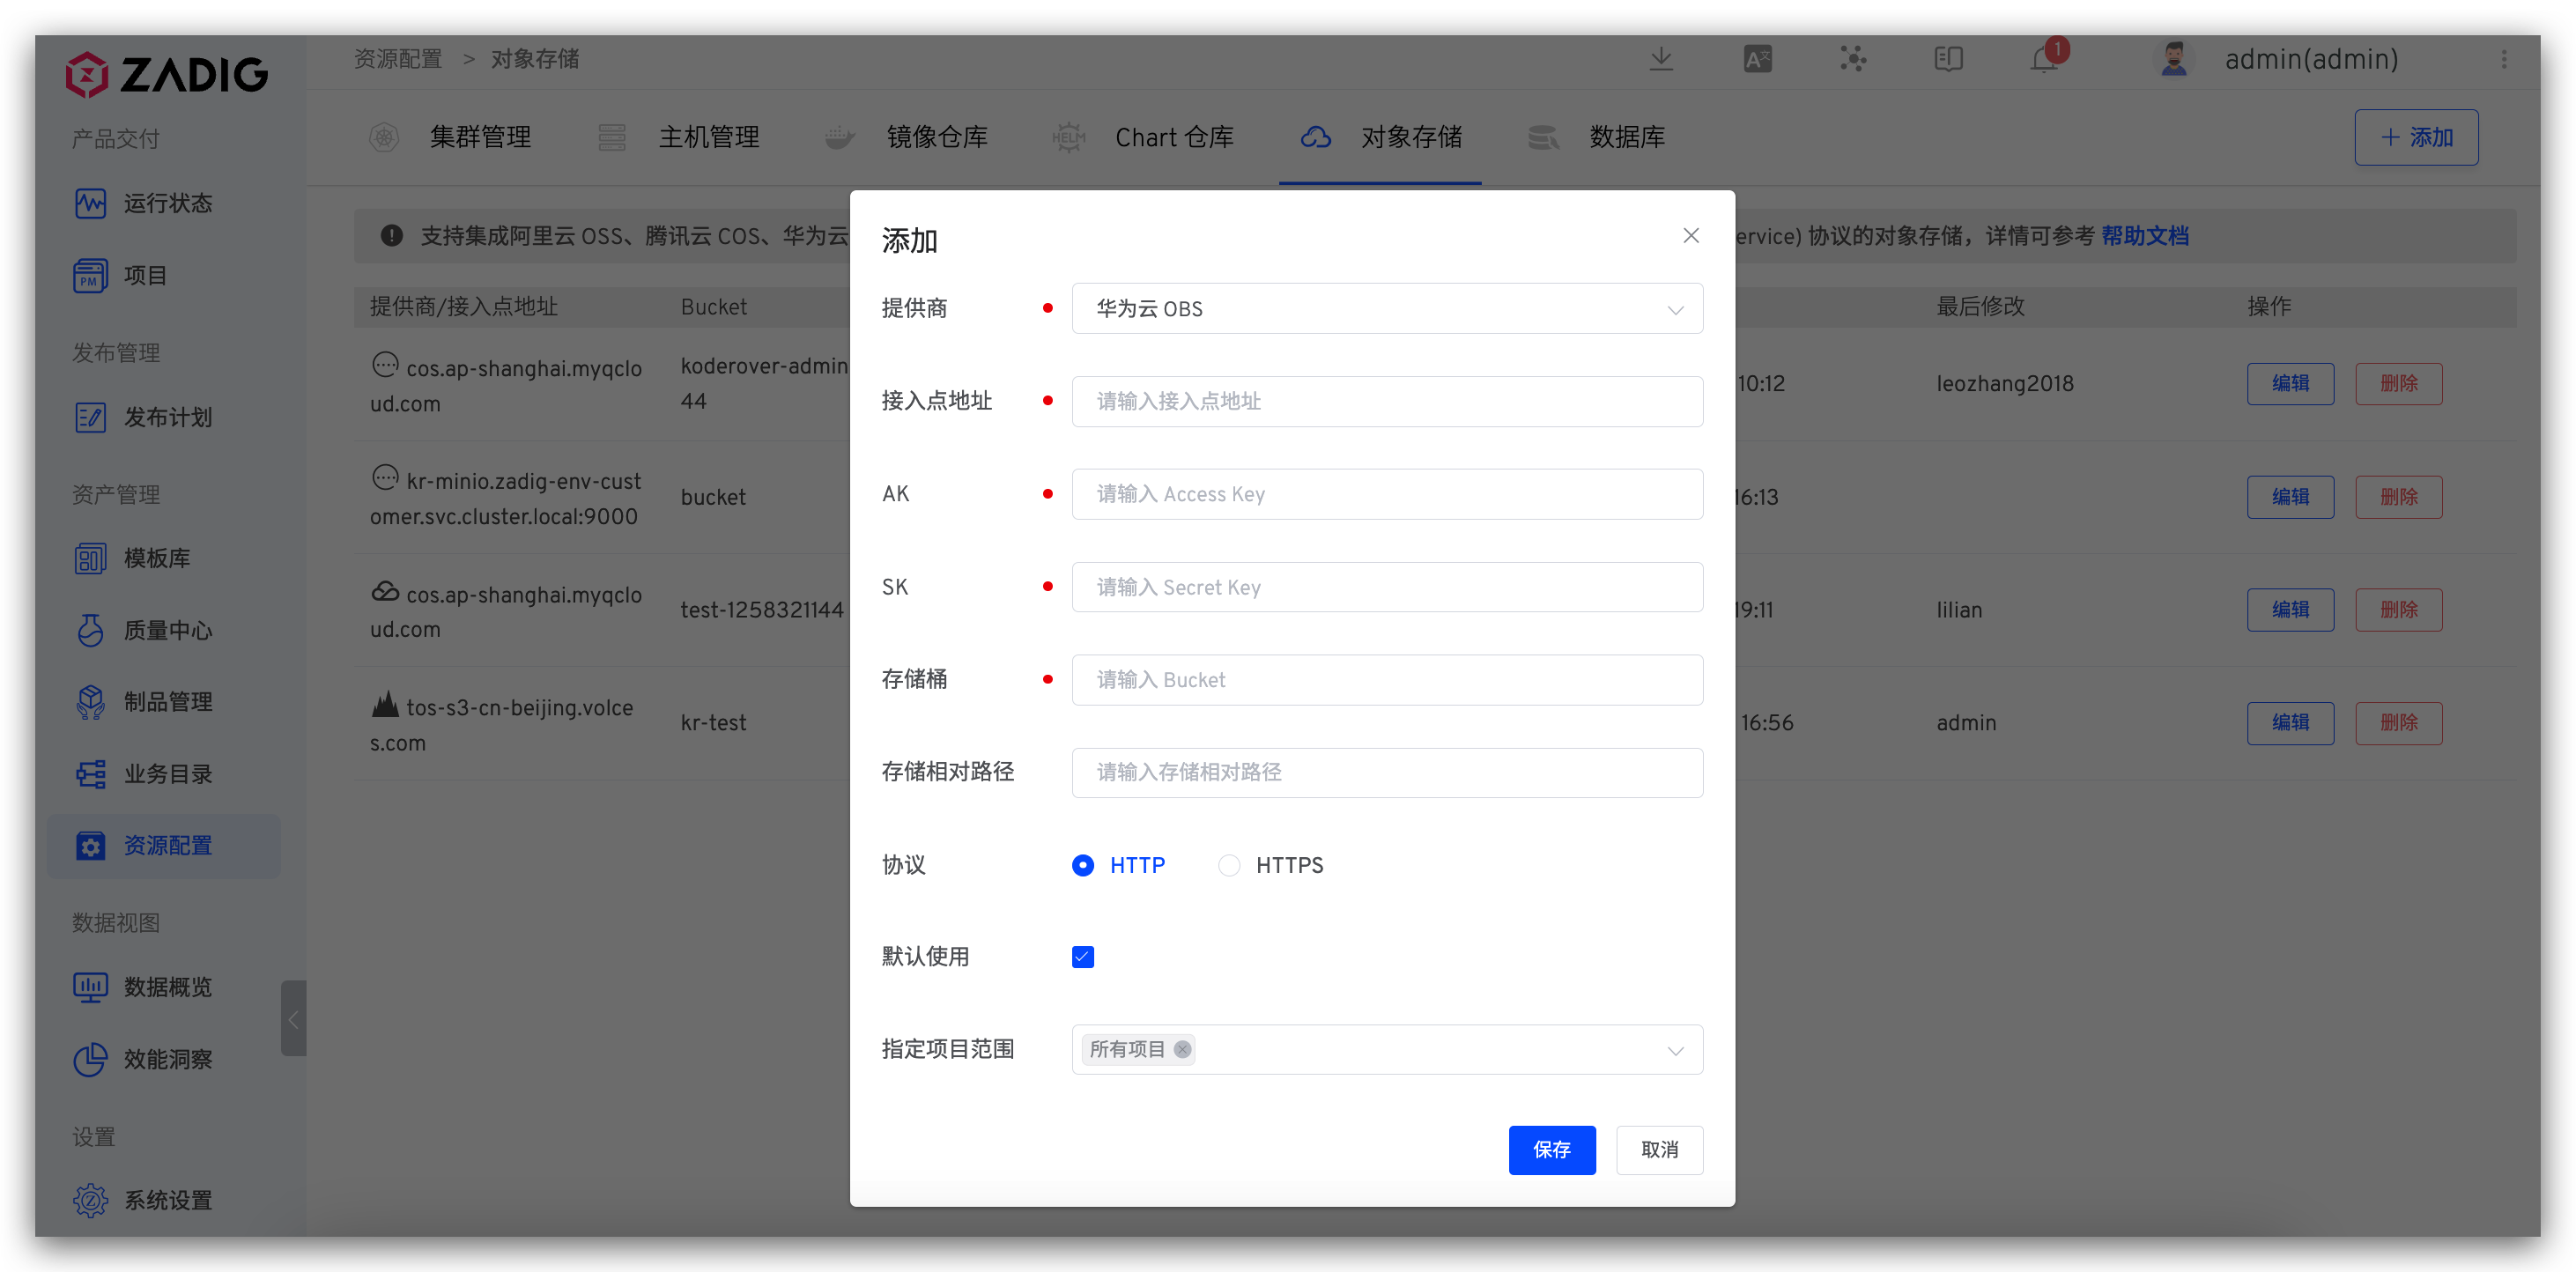 ZADIG
资源配置 > 对象存储
1
admin(admin)
集群管理
主机管理
镜像仓库
HELM
Chart 仓库
对象存储
数据库
+ 添加
产品交付
运行状态
PM
项目
发布管理
发布计划
资产管理
模板库
质量中心
制品管理
业务目录
资源配置
数据视图
数据概览
效能洞察
设置
系统设置
支持集成阿里云 OSS、腾讯云 COS、华为云
ervice) 协议的对象存储，详情可参考 帮助文档
提供商/接入点地址
Bucket
最后修改
操作
cos.ap-shanghai.myqclo
ud.com
koderover-admin
44
10:12
leozhang2018
编辑
删除
kr-minio.zadig-env-cust
omer.svc.cluster.local:9000
bucket
16:13
编辑
删除
cos.ap-shanghai.myqclo
ud.com
test-1258321144
19:11
lilian
编辑
删除
tos-s3-cn-beijing.volce
s.com
kr-test
16:56
admin
编辑
删除
添加
提供商
华为云 OBS
接入点地址
请输入接入点地址
AK
请输入 Access Key
SK
请输入 Secret Key
存储桶
请输入 Bucket
存储相对路径
请输入存储相对路径
协议
HTTP
HTTPS
默认使用
指定项目范围
所有项目
保存
取消